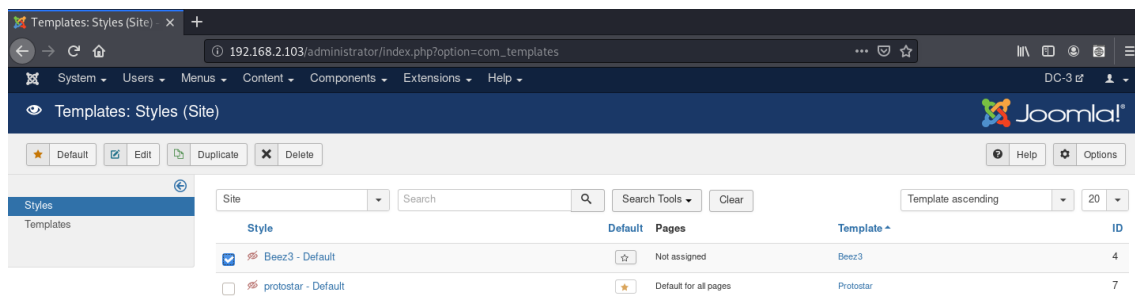 Templates: Styles (Site) -
192.168.2.103/administrator/index.php?option=com_templates
System Users Menus Content Components Extensions Help DC-3
Templates: Styles (Site) Joomla!®
Default Edit Duplicate Delete Help Options
Styles
Templates
Site Search Search Tools Clear Template ascending 20
Style Default Pages Template ID
Beez3 - Default Not assigned Beez3 4
protostar - Default Default for all pages Protostar 7